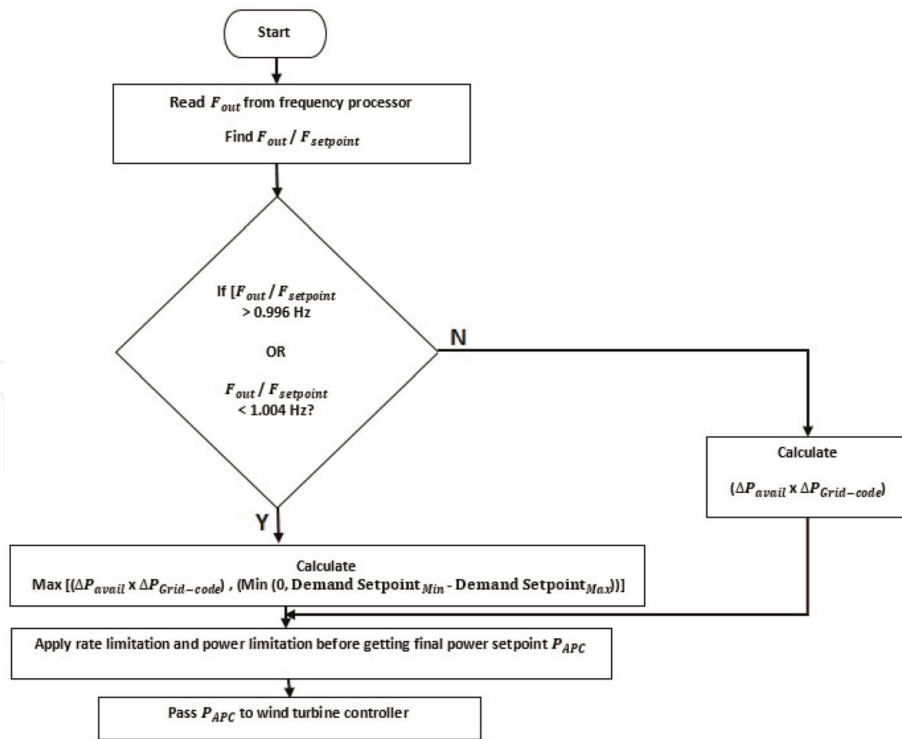 Start
Read F_out from frequency processor
Find F_out / F_setpoint
If [F_out / F_setpoint
> 0.996 Hz
OR
F_out / F_setpoint
< 1.004 Hz?
N
Calculate
(ΔP_avail x ΔP_Grid−code)
Y
Calculate
Max [(ΔP_avail x ΔP_Grid−code) , (Min (0, Demand Setpoint_Min - Demand Setpoint_Max))]
Apply rate limitation and power limitation before getting final power setpoint P_APC
Pass P_APC to wind turbine controller